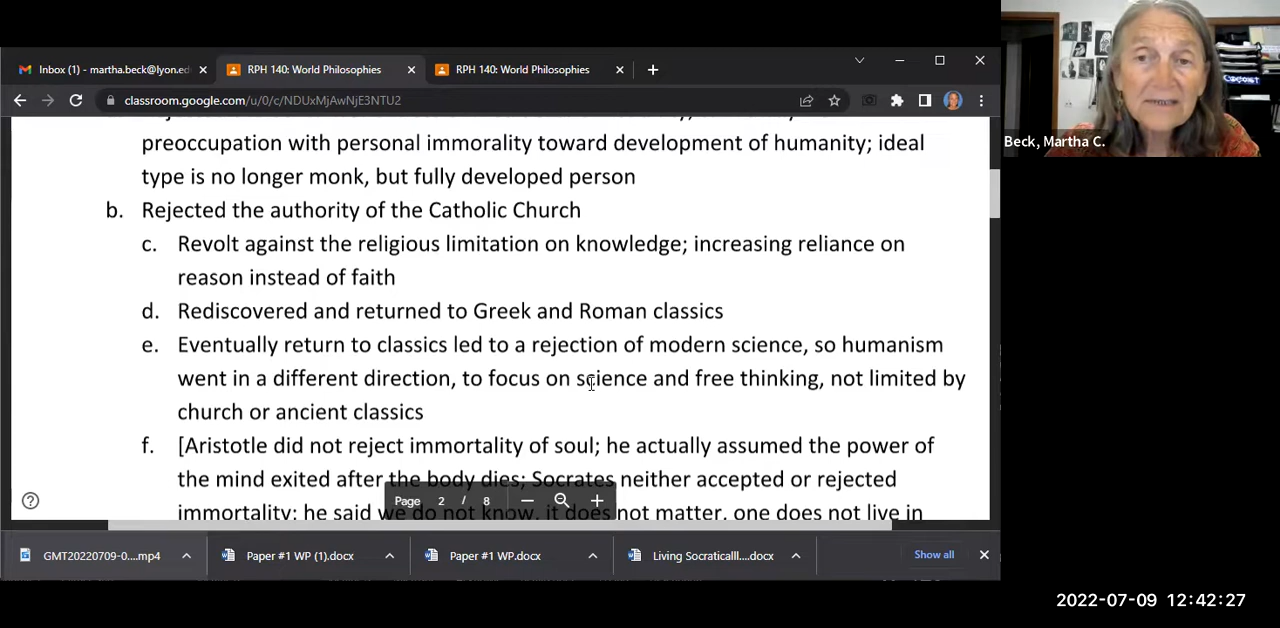 Inbox (1) - martha.beck@lyon.ed
RPH 140: World Philosophies
RPH 140: World Philosophies
classroom.google.com/u/0/c/NDUxMjAwNjE3NTU2
Beck, Martha C.
preoccupation with personal immorality toward development of humanity; ideal
type is no longer monk, but fully developed person
b. Rejected the authority of the Catholic Church
c. Revolt against the religious limitation on knowledge; increasing reliance on
reason instead of faith
d. Rediscovered and returned to Greek and Roman classics
e. Eventually return to classics led to a rejection of modern science, so humanism
went in a different direction, to focus on science and free thinking, not limited by
church or ancient classics
f. [Aristotle did not reject immortality of soul; he actually assumed the power of
the mind exited after the body dies; Socrates neither accepted or rejected
immortality; he said we do not know, it does not matter, one does not live in
Page 2 / 8
GMT20220709-0....mp4
Paper #1 WP (1).docx
Paper #1 WP.docx
Living Socraticalll....docx
Show all
2022-07-09 12:42:27